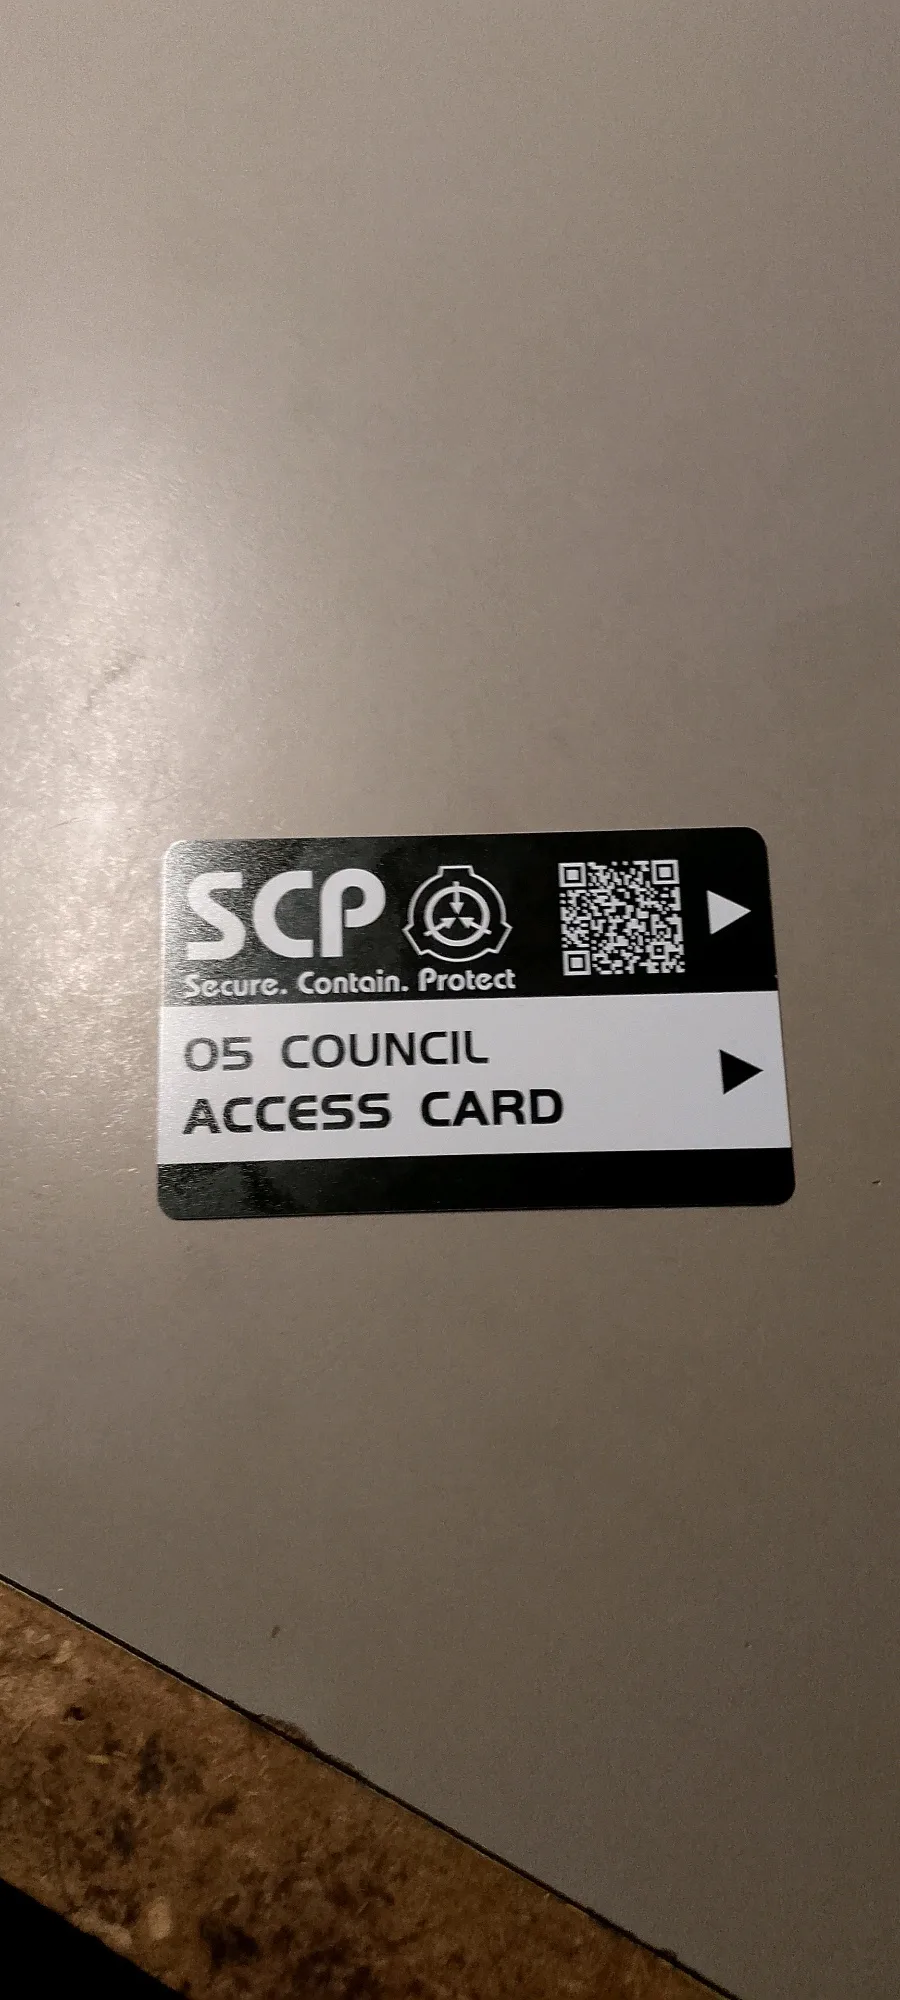 SCP
Secure. Contain. Protect
O5 COUNCIL
ACCESS CARD